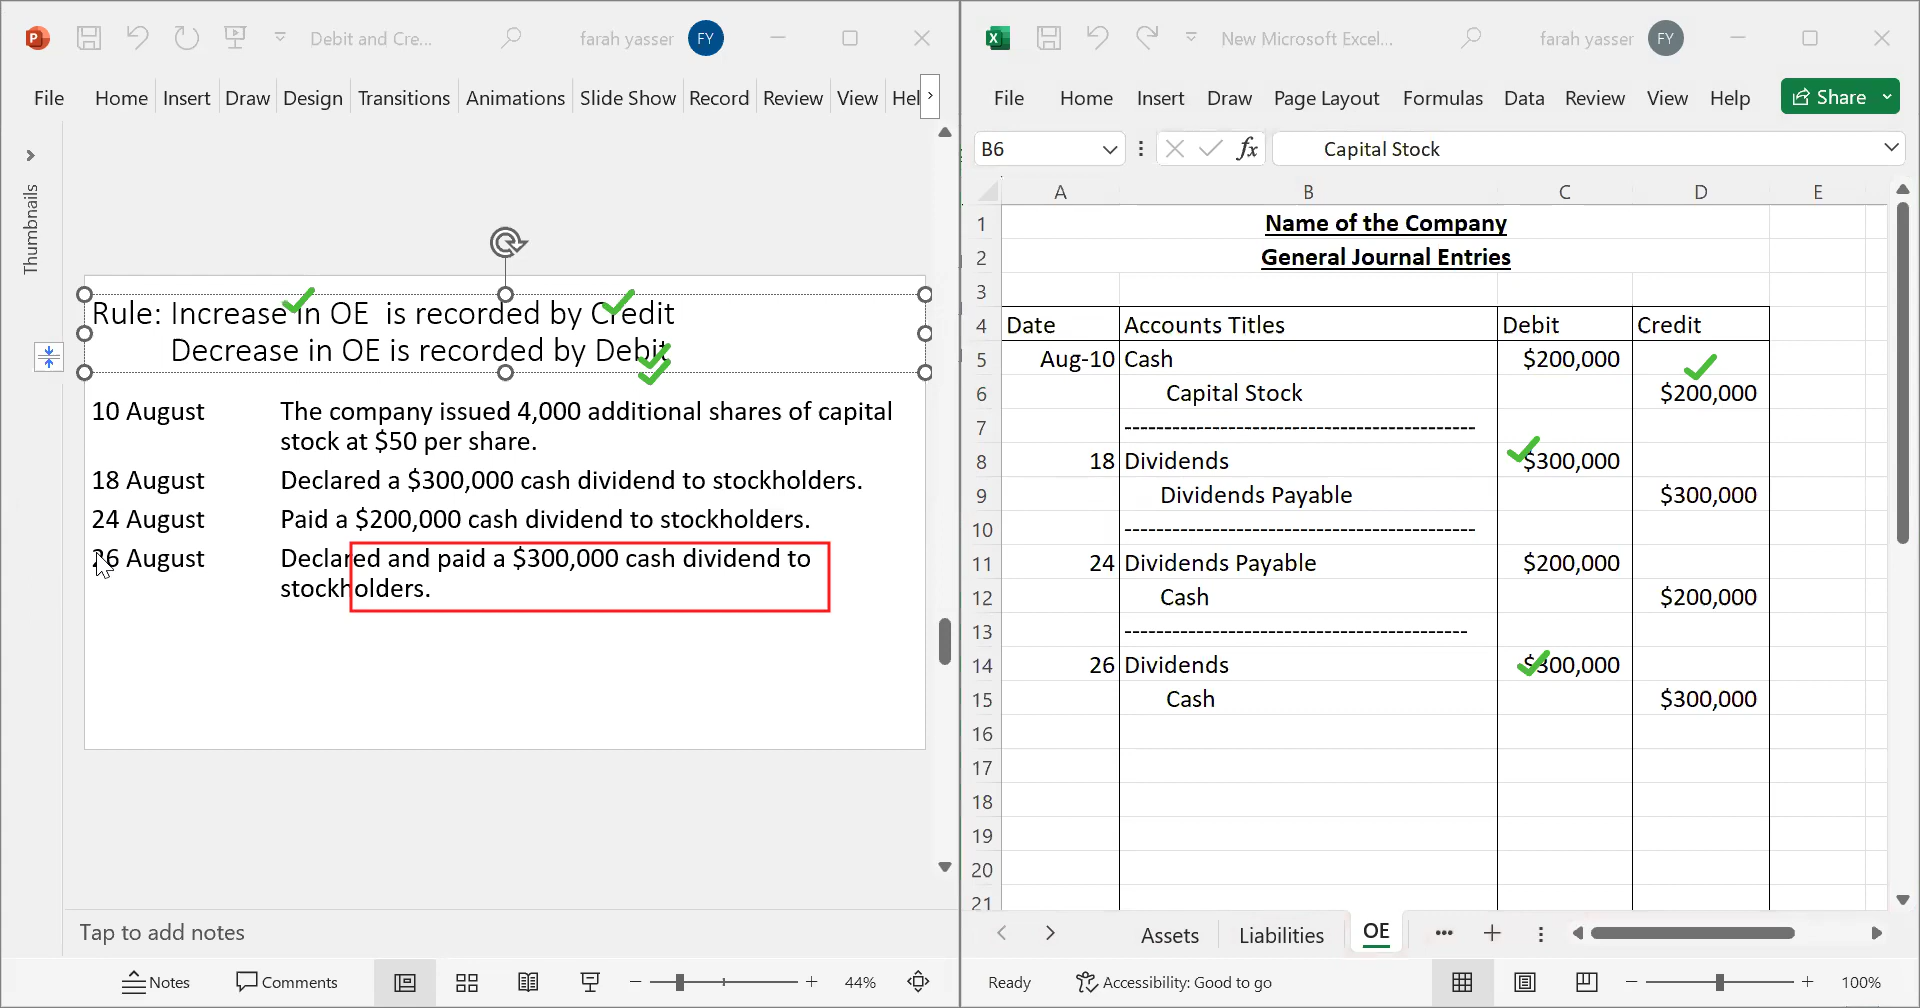 Debit and Cre...
farah yasser
FY
File
Home
Insert
Draw
Design
Transitions
Animations
Slide Show
Record
Review
View
Hel
Thumbnails
Rule: Increase in OE is recorded by Credit
Decrease in OE is recorded by Debit
10 August The company issued 4,000 additional shares of capital
stock at $50 per share.
18 August Declared a $300,000 cash dividend to stockholders.
24 August Paid a $200,000 cash dividend to stockholders.
26 August Declared and paid a $300,000 cash dividend to
stockholders.
Tap to add notes
Notes
Comments
44%
New Microsoft Excel...
farah yasser
FY
File
Home
Insert
Draw
Page Layout
Formulas
Data
Review
View
Help
Share
B6
fx
Capital Stock
A B C D E
1 Name of the Company
2 General Journal Entries
3
4 Date Accounts Titles Debit Credit
5 Aug-10 Cash $200,000
6 Capital Stock $200,000
7 --------------------------------------------
8 18 Dividends $300,000
9 Dividends Payable $300,000
10 --------------------------------------------
11 24 Dividends Payable $200,000
12 Cash $200,000
13 -------------------------------------------
14 26 Dividends $300,000
15 Cash $300,000
16
17
18
19
20
21
Assets
Liabilities
OE
Ready
Accessibility: Good to go
100%